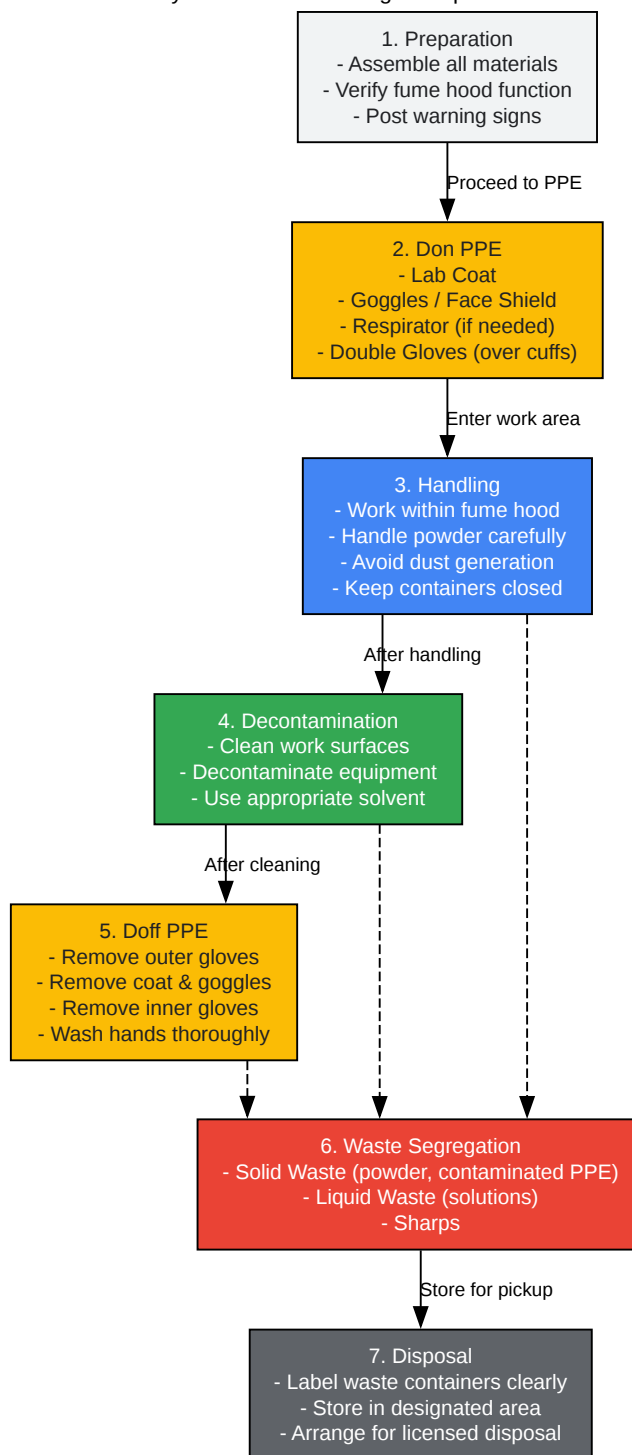 1. Preparation
- Assemble all materials
- Verify fume hood function
- Post warning signs
Proceed to PPE
2. Don PPE
- Lab Coat
- Goggles / Face Shield
- Respirator (if needed)
- Double Gloves (over cuffs)
Enter work area
3. Handling
- Work within fume hood
- Handle powder carefully
- Avoid dust generation
- Keep containers closed
After handling
4. Decontamination
- Clean work surfaces
- Decontaminate equipment
- Use appropriate solvent
After cleaning
5. Doff PPE
- Remove outer gloves
- Remove coat & goggles
- Remove inner gloves
- Wash hands thoroughly
6. Waste Segregation
- Solid Waste (powder, contaminated PPE)
- Liquid Waste (solutions)
- Sharps
Store for pickup
7. Disposal
- Label waste containers clearly
- Store in designated area
- Arrange for licensed disposal